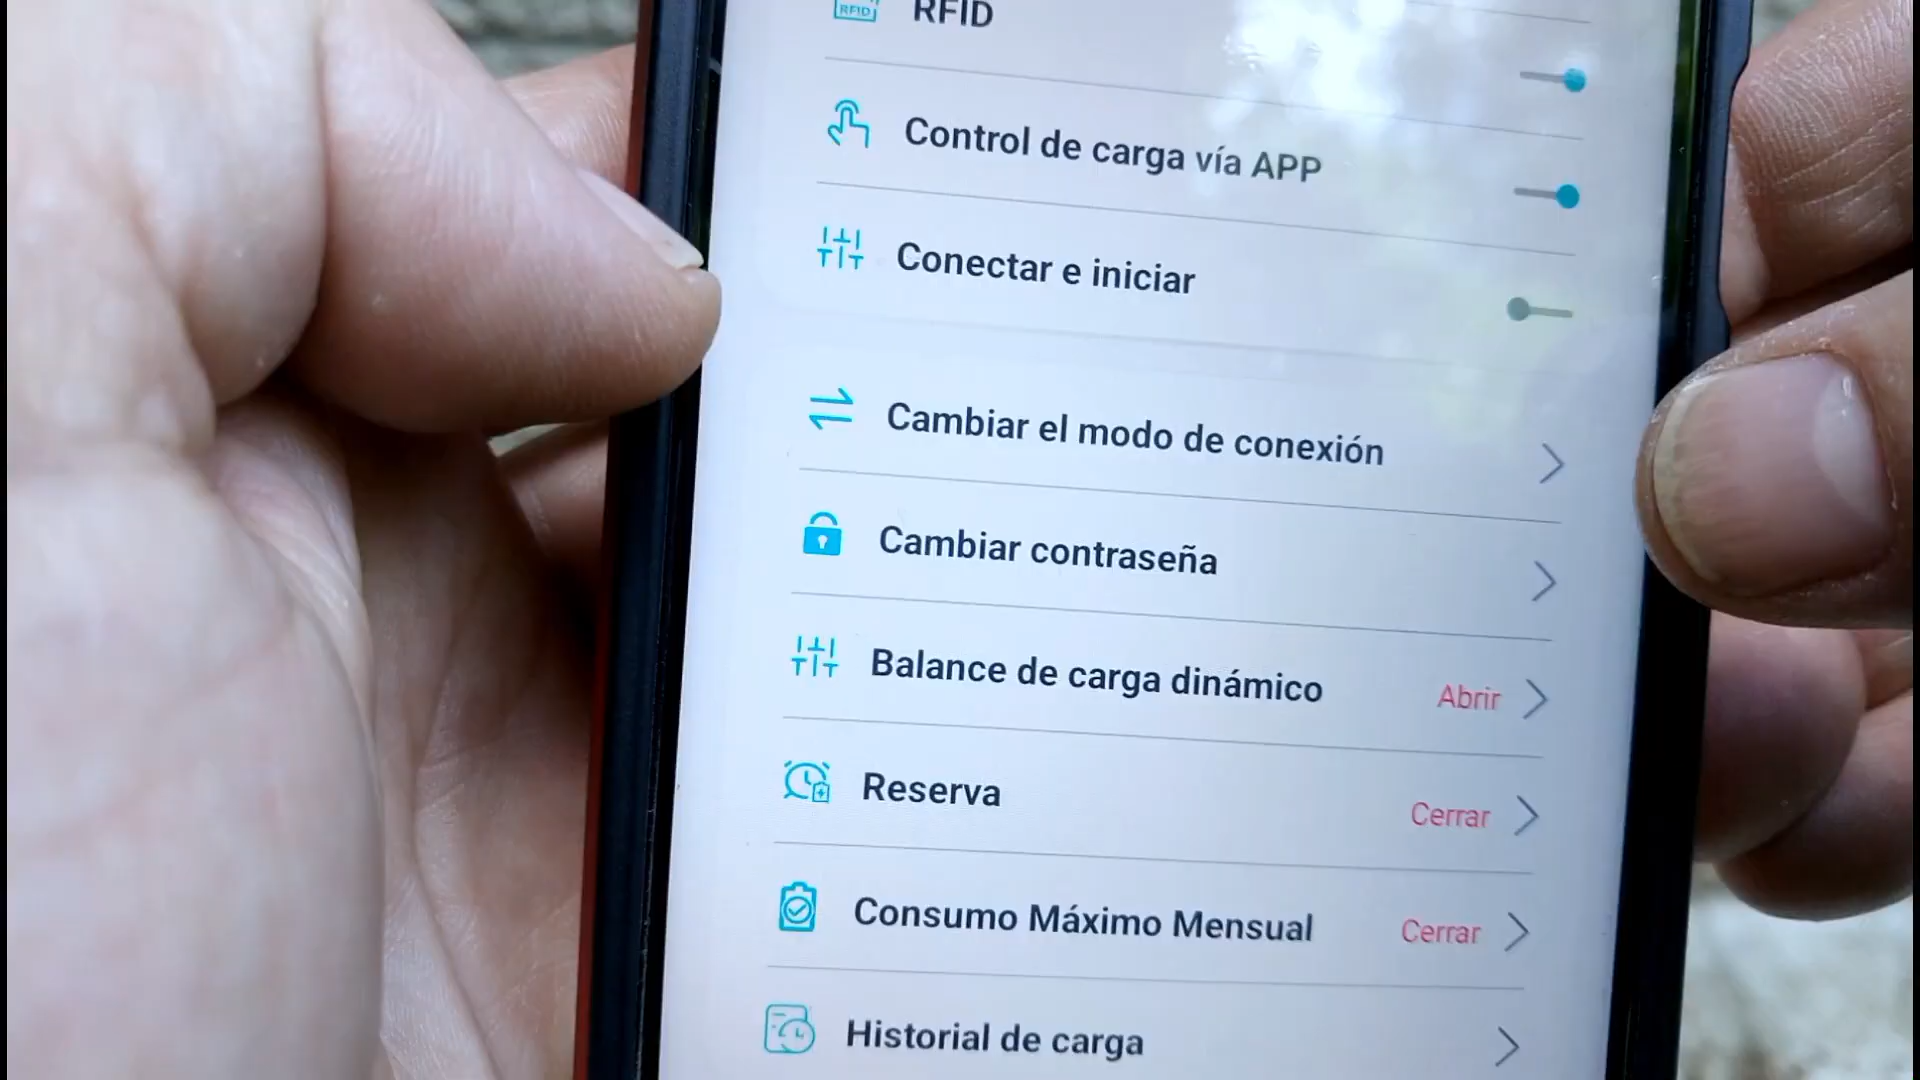 RFID
RFID
Control de carga vía APP
Conectar e iniciar
Cambiar el modo de conexión
Cambiar contraseña
Balance de carga dinámico Abrir
Reserva Cerrar
Consumo Máximo Mensual Cerrar
Historial de carga